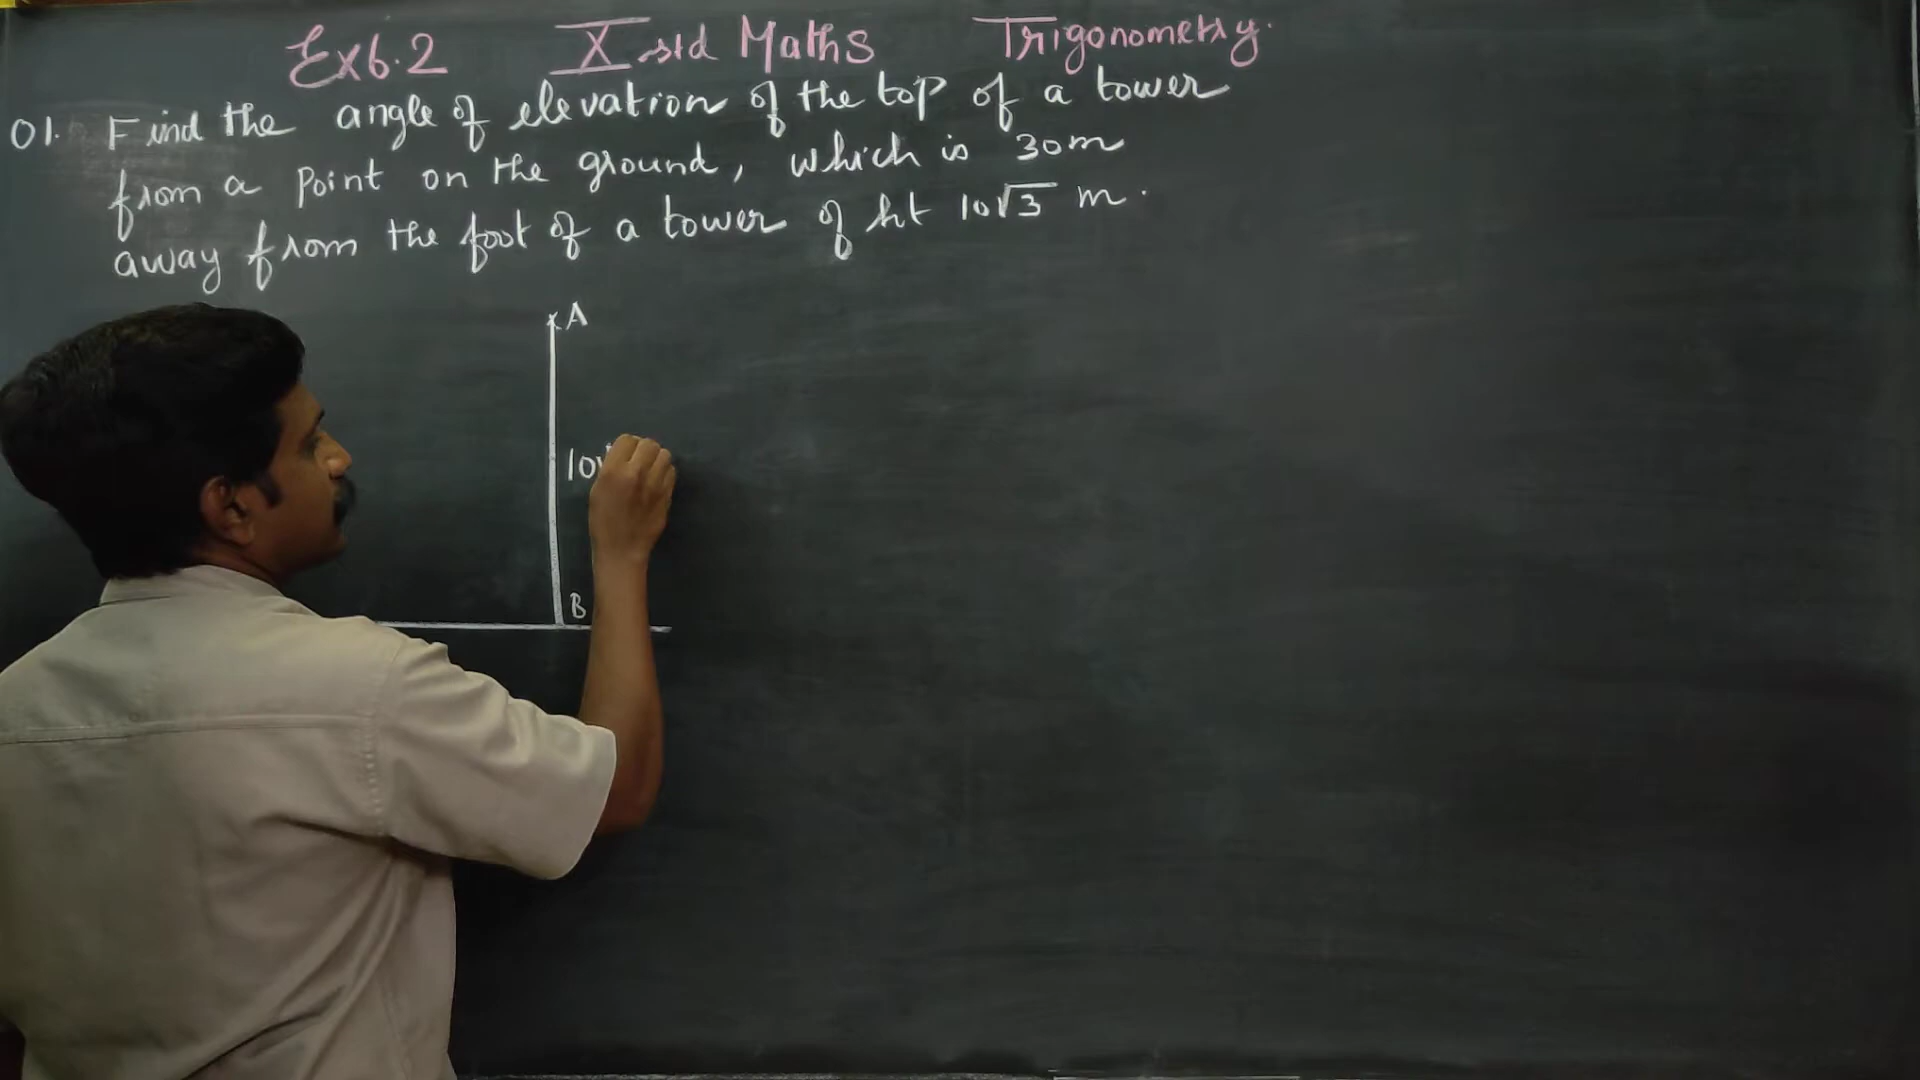 Ex6.2 X std Maths Trigonometry.
01. Find the angle of elevation of the top of a tower
from a point on the ground, which is 30m
away from the foot of a tower of ht 10√3 m.
A
10
B